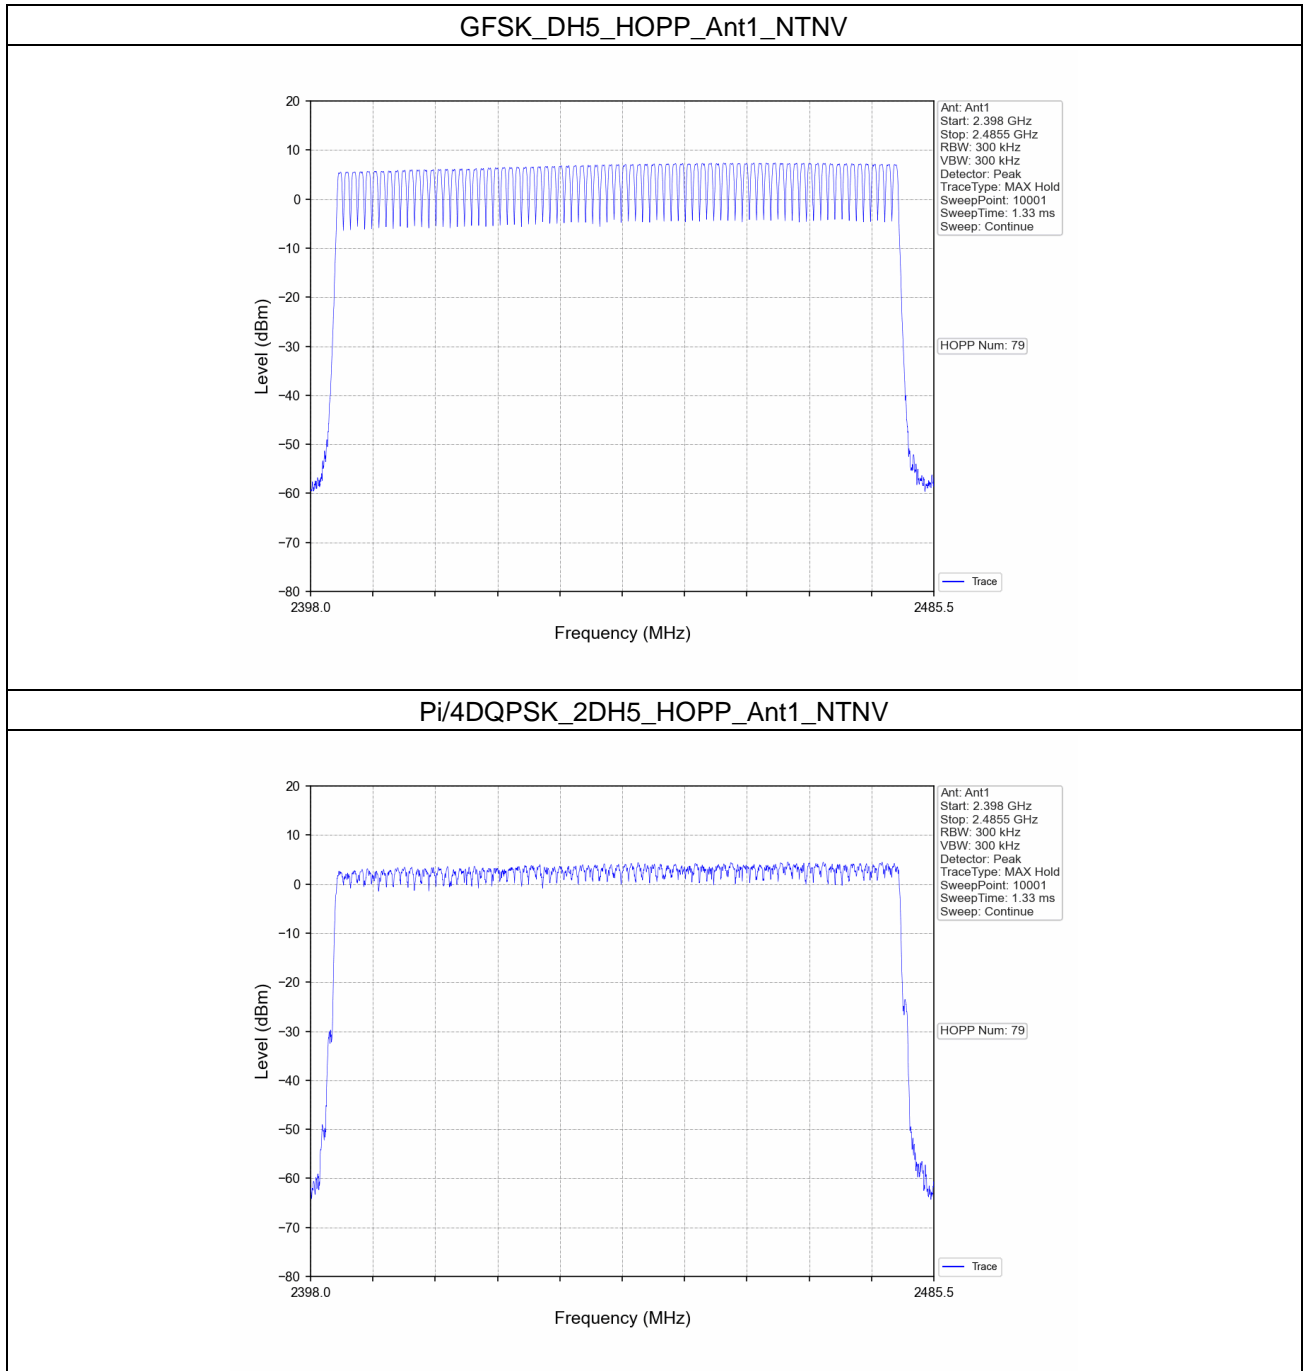 GFSK_DH5_HOPP_Ant1_NTNV
20
10
0
−10
−20
−30
−40
−50
−60
−70
−80
Level (dBm)
2398.0
2485.5
Frequency (MHz)
Ant: Ant1
Start: 2.398 GHz
Stop: 2.4855 GHz
RBW: 300 kHz
VBW: 300 kHz
Detector: Peak
TraceType: MAX Hold
SweepPoint: 10001
SweepTime: 1.33 ms
Sweep: Continue
HOPP Num: 79
Trace
Pi/4DQPSK_2DH5_HOPP_Ant1_NTNV
20
10
0
−10
−20
−30
−40
−50
−60
−70
−80
Level (dBm)
2398.0
2485.5
Frequency (MHz)
Ant: Ant1
Start: 2.398 GHz
Stop: 2.4855 GHz
RBW: 300 kHz
VBW: 300 kHz
Detector: Peak
TraceType: MAX Hold
SweepPoint: 10001
SweepTime: 1.33 ms
Sweep: Continue
HOPP Num: 79
Trace